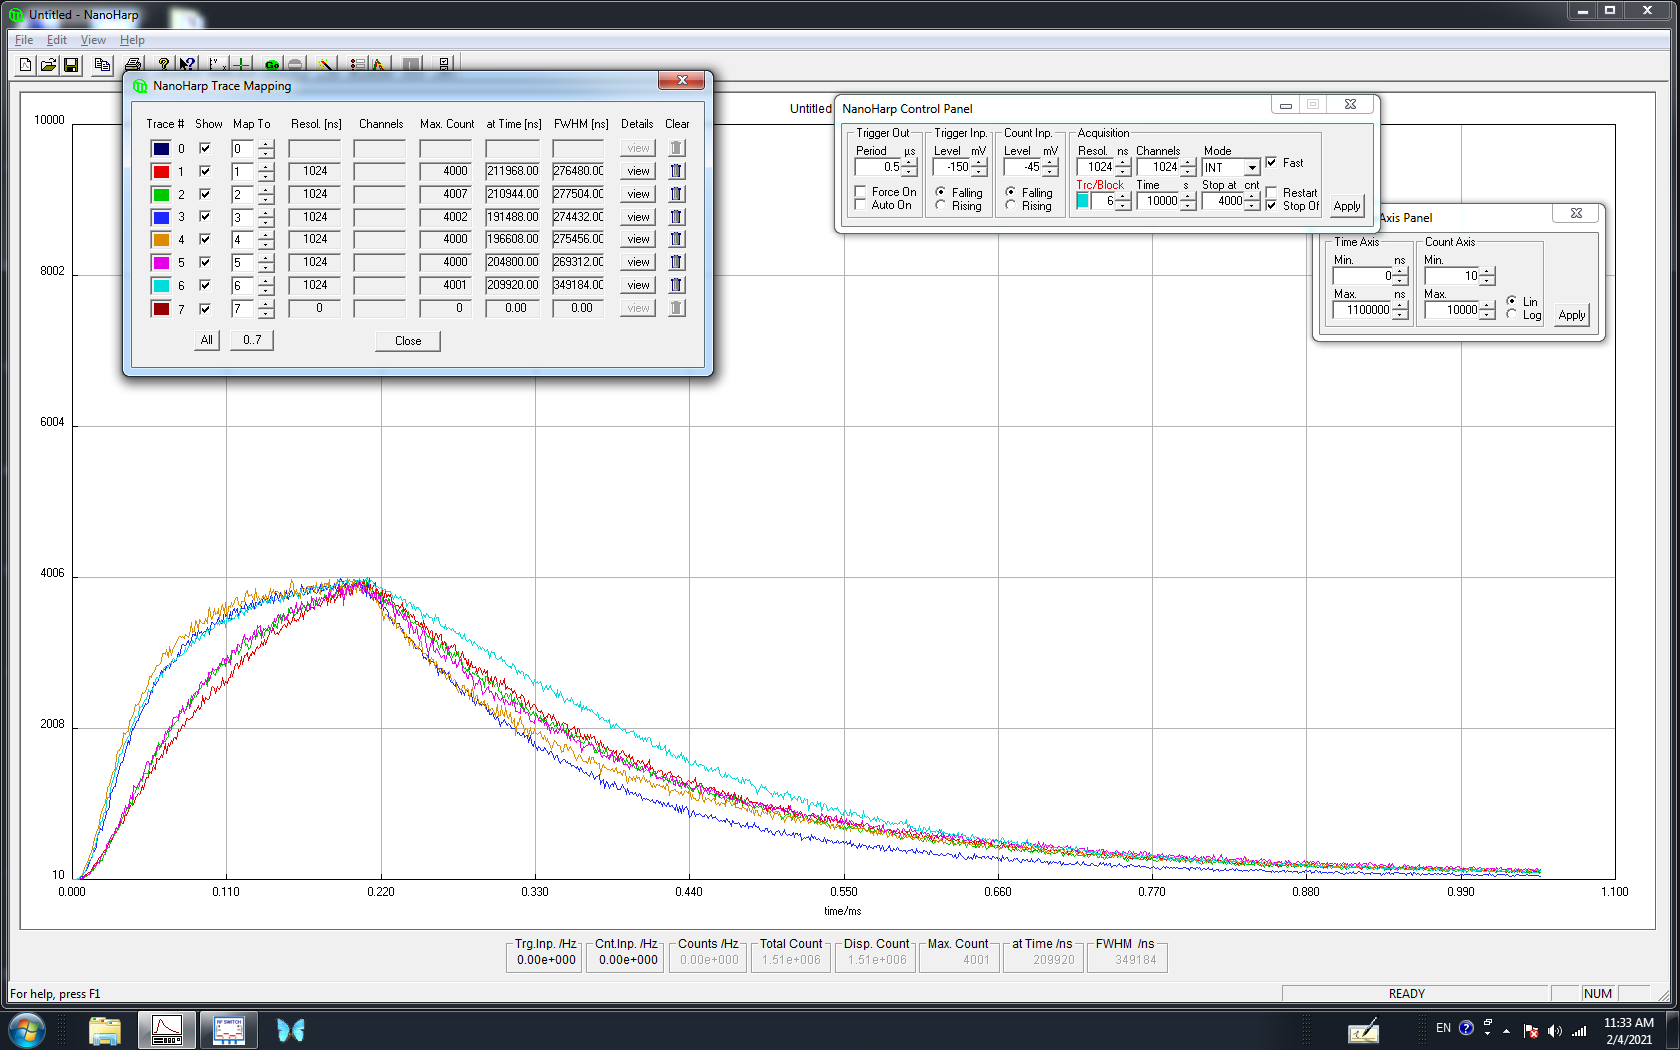 Untitled - NanoHarp
File Edit View Help
NanoHarp Trace Mapping
Trace # Show Map To Resol. [ns] Channels Max. Count at Time [ns] FWHM [ns] Details Clear
0 0 view
1 1 1024 4000 211968.00 276480.00 view
2 2 1024 4007 210944.00 277504.00 view
3 3 1024 4002 191488.00 274432.00 view
4 4 1024 4000 196608.00 275456.00 view
5 5 1024 4000 204800.00 269312.00 view
6 6 1024 4001 209920.00 349184.00 view
7 7 0 0 0.00 0.00 view
All 0..7 Close
Untitled
NanoHarp Control Panel
Trigger Out Trigger Inp. Count Inp. Acquisition
Period µs Level mV Level mV Resol. ns Channels Mode
0.5 -150 -45 1024 1024 INT Fast
Force On Falling Falling Trc/Block Time s Stop at cnt Restart
Auto On Rising Rising 6 10000 4000 Stop Of Apply
Axis Panel
Time Axis Count Axis
Min. ns Min.
0 10
Max. ns Max. Lin
1100000 10000 Log Apply
10000
8002
6004
4006
2008
10
0.000 0.110 0.220 0.330 0.440 0.550 0.660 0.770 0.880 0.990 1.100
time/ms
Trg.Inp. /Hz Cnt.Inp. /Hz Counts /Hz Total Count Disp. Count Max. Count at Time /ns FWHM /ns
0.00e+000 0.00e+000 0.00e+000 1.51e+006 1.51e+006 4001 209920 349184
For help, press F1 READY NUM
RF SWITCH
EN 11:33 AM
2/4/2021